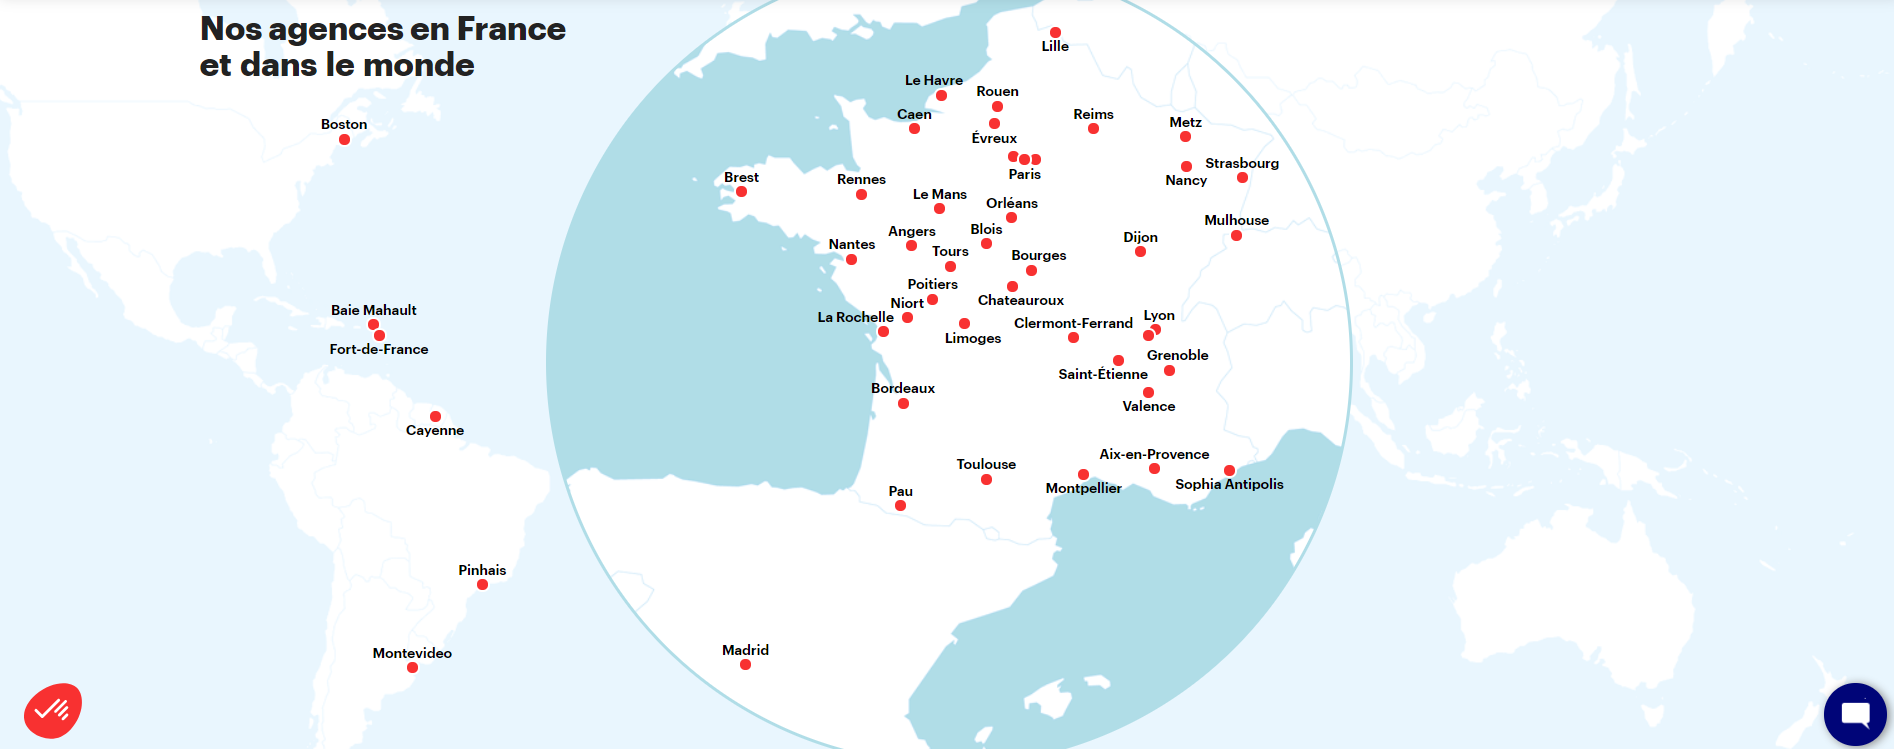 Nos agences en France
et dans le monde
Lille
Le Havre
Rouen
Caen
Reims
Boston
Metz
Évreux
Strasbourg
Paris
Brest
Rennes
Nancy
Le Mans
Orléans
Mulhouse
Angers
Blois
Dijon
Nantes
Tours
Bourges
Poitiers
Chateauroux
Niort
Baie Mahault
La Rochelle
Lyon
Clermont-Ferrand
Limoges
Fort-de-France
Grenoble
Saint-Étienne
Bordeaux
Valence
Cayenne
Aix-en-Provence
Toulouse
Sophia Antipolis
Montpellier
Pau
Pinhais
Madrid
Montevideo